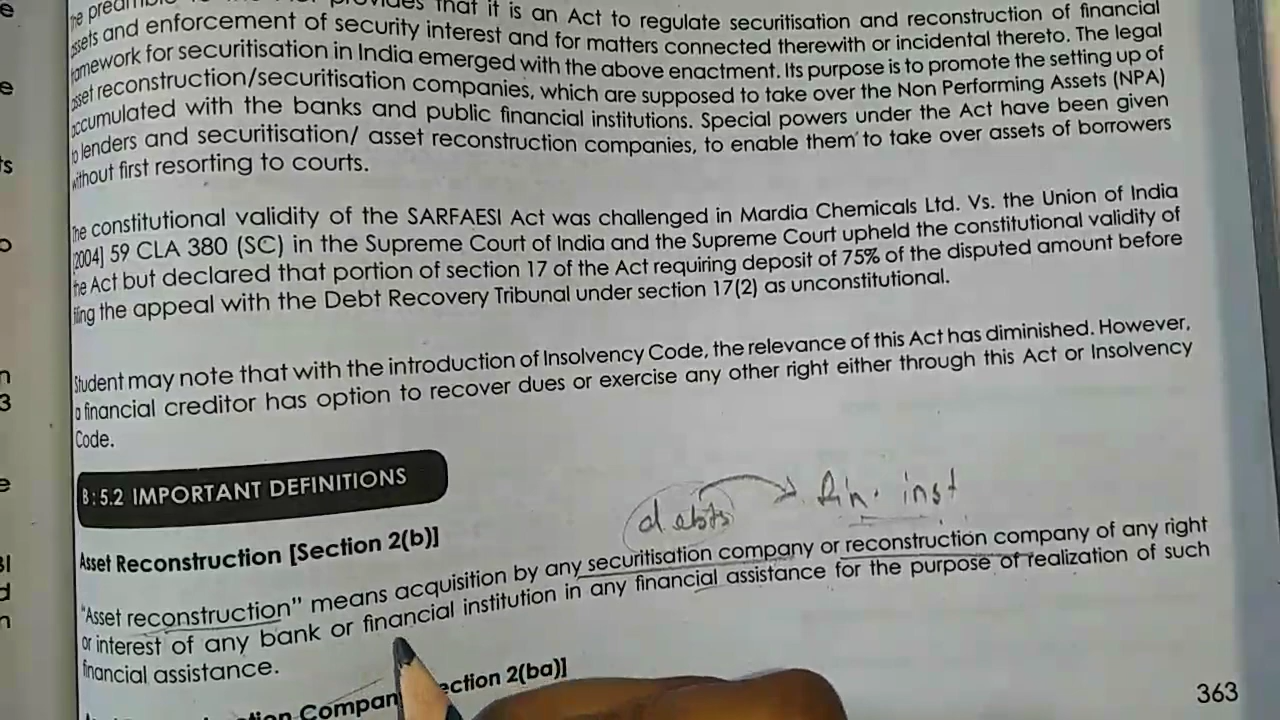 The preamble to the provides that it is an Act to regulate securitisation and reconstruction of financial
assets and enforcement of security interest and for matters connected therewith or incidental thereto. The legal
framework for securitisation in India emerged with the above enactment. Its purpose is to promote the setting up of
asset reconstruction/securitisation companies, which are supposed to take over the Non Performing Assets (NPA)
accumulated with the banks and public financial institutions. Special powers under the Act have been given
to lenders and securitisation/ asset reconstruction companies, to enable them to take over assets of borrowers
without first resorting to courts.
The constitutional validity of the SARFAESI Act was challenged in Mardia Chemicals Ltd. Vs. the Union of India
[2004] 59 CLA 380 (SC) in the Supreme Court of India and the Supreme Court upheld the constitutional validity of
the Act but declared that portion of section 17 of the Act requiring deposit of 75% of the disputed amount before
filing the appeal with the Debt Recovery Tribunal under section 17(2) as unconstitutional.
Student may note that with the introduction of Insolvency Code, the relevance of this Act has diminished. However,
a financial creditor has option to recover dues or exercise any other right either through this Act or Insolvency
Code.
B: 5.2 IMPORTANT DEFINITIONS
debts → fin. inst
Asset Reconstruction [Section 2(b)]
"Asset reconstruction" means acquisition by any securitisation company or reconstruction company of any right
or interest of any bank or financial institution in any financial assistance for the purpose of realization of such
financial assistance.
Compan ection 2(ba)]
363